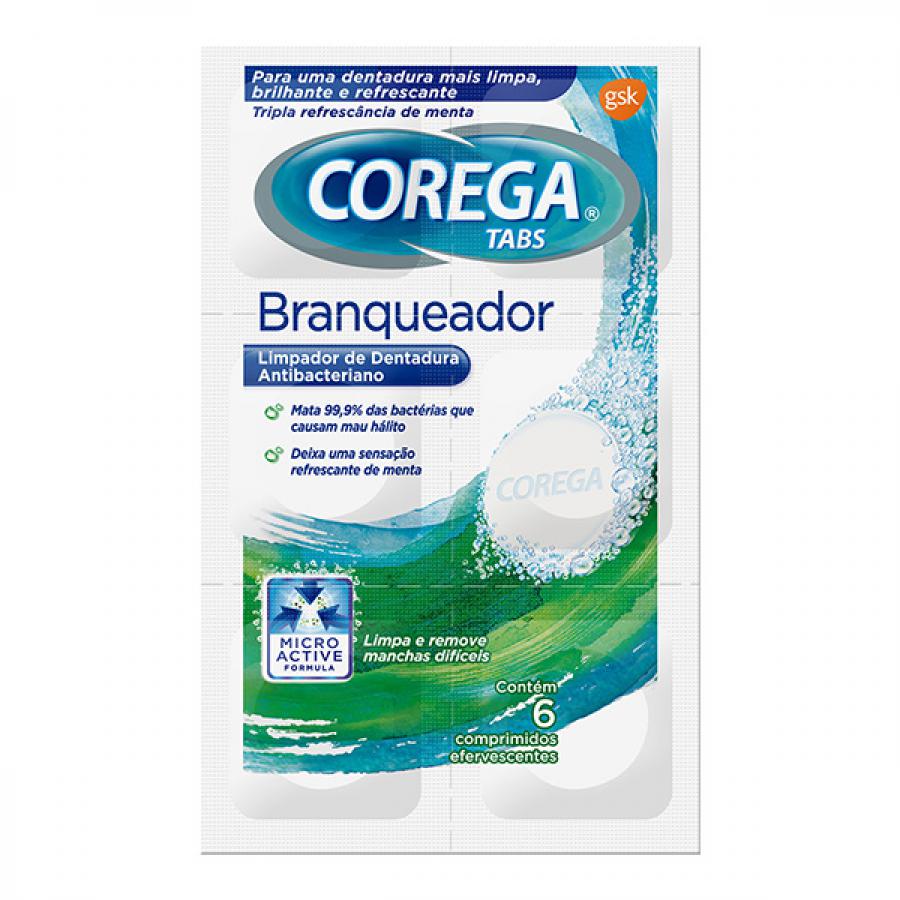 Para uma dentadura mais limpa,
brilhante e refrescante
Tripla refrescância de menta
gsk
COREGA®
TABS
Branqueador
Limpador de Dentadura
Antibacteriano
Mata 99,9% das bactérias que
causam mau hálito
Deixa uma sensação
refrescante de menta
COREGA
MICRO
ACTIVE
FORMULA
Limpa e remove
manchas difíceis
Contém
6
comprimidos
efervescentes